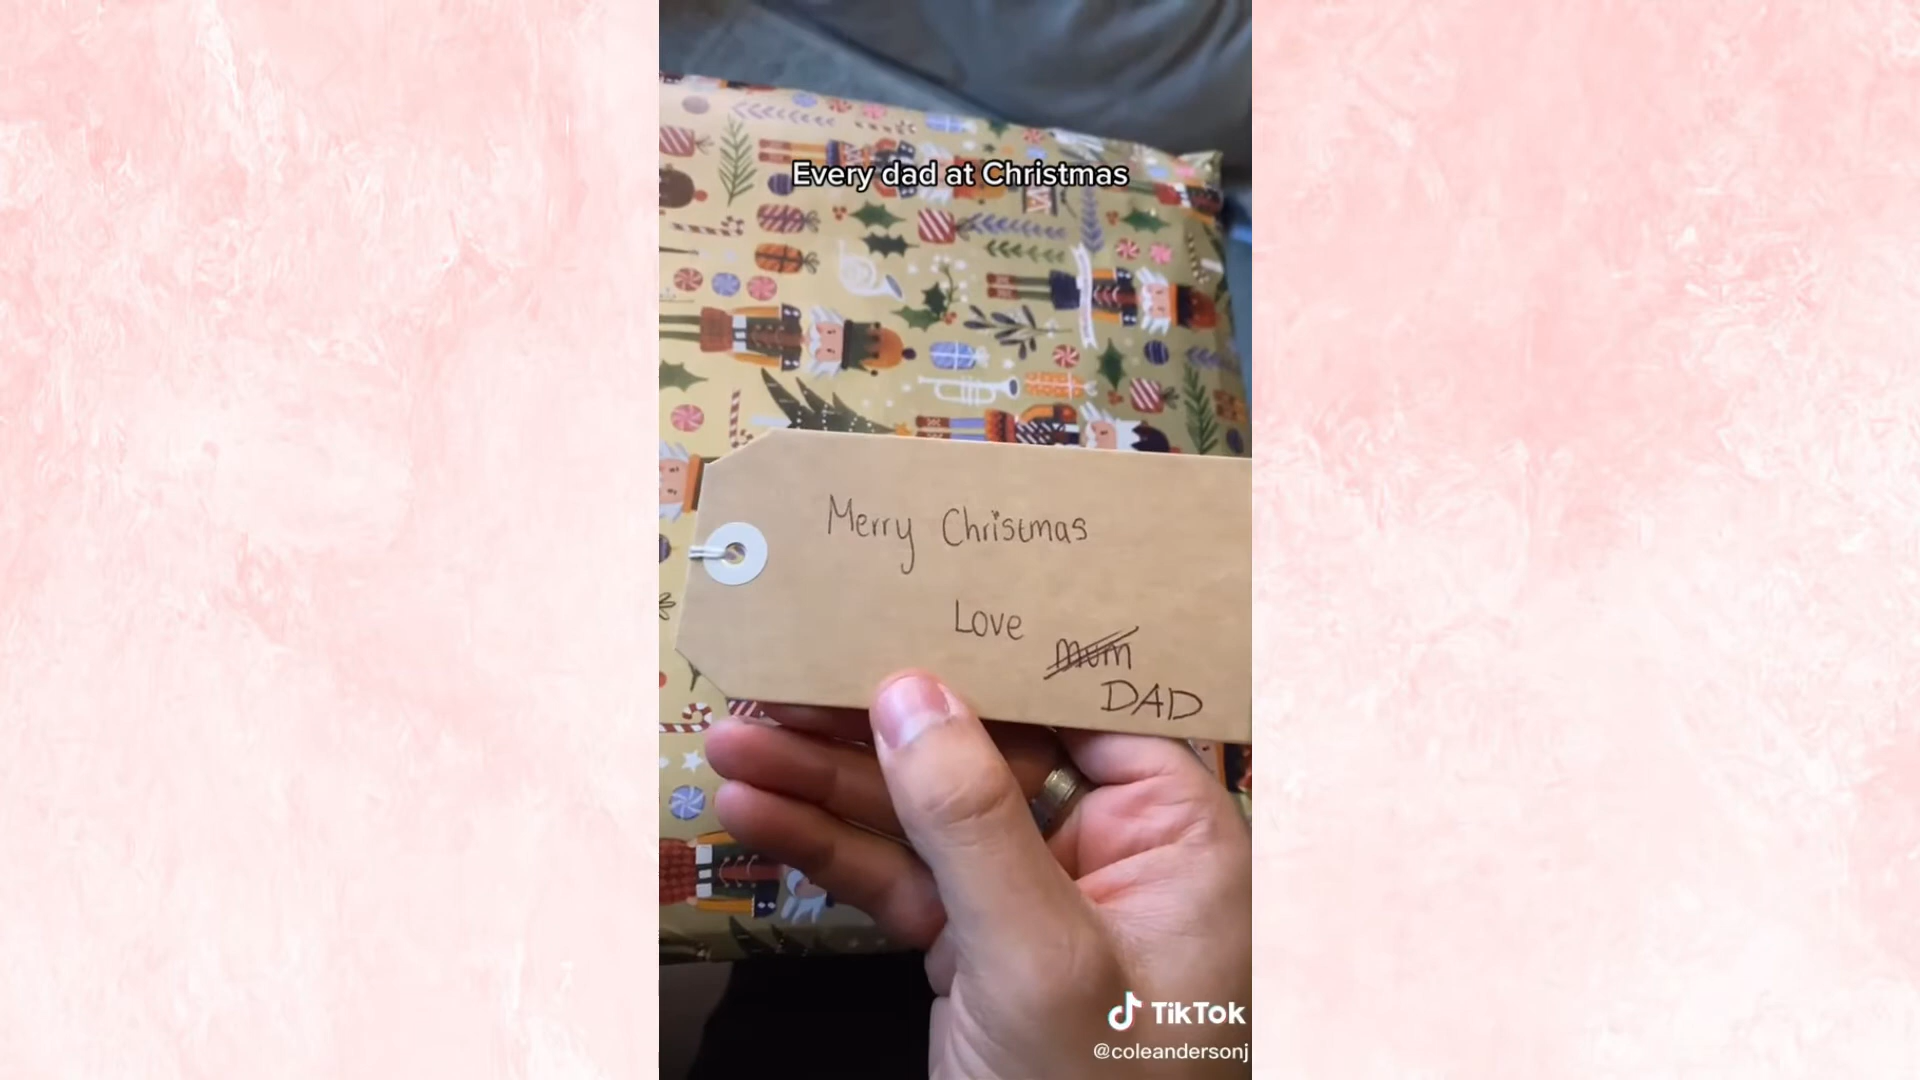 Every dad at Christmas
Merry Christmas
Love mum
DAD
TikTok
@coleandersonj